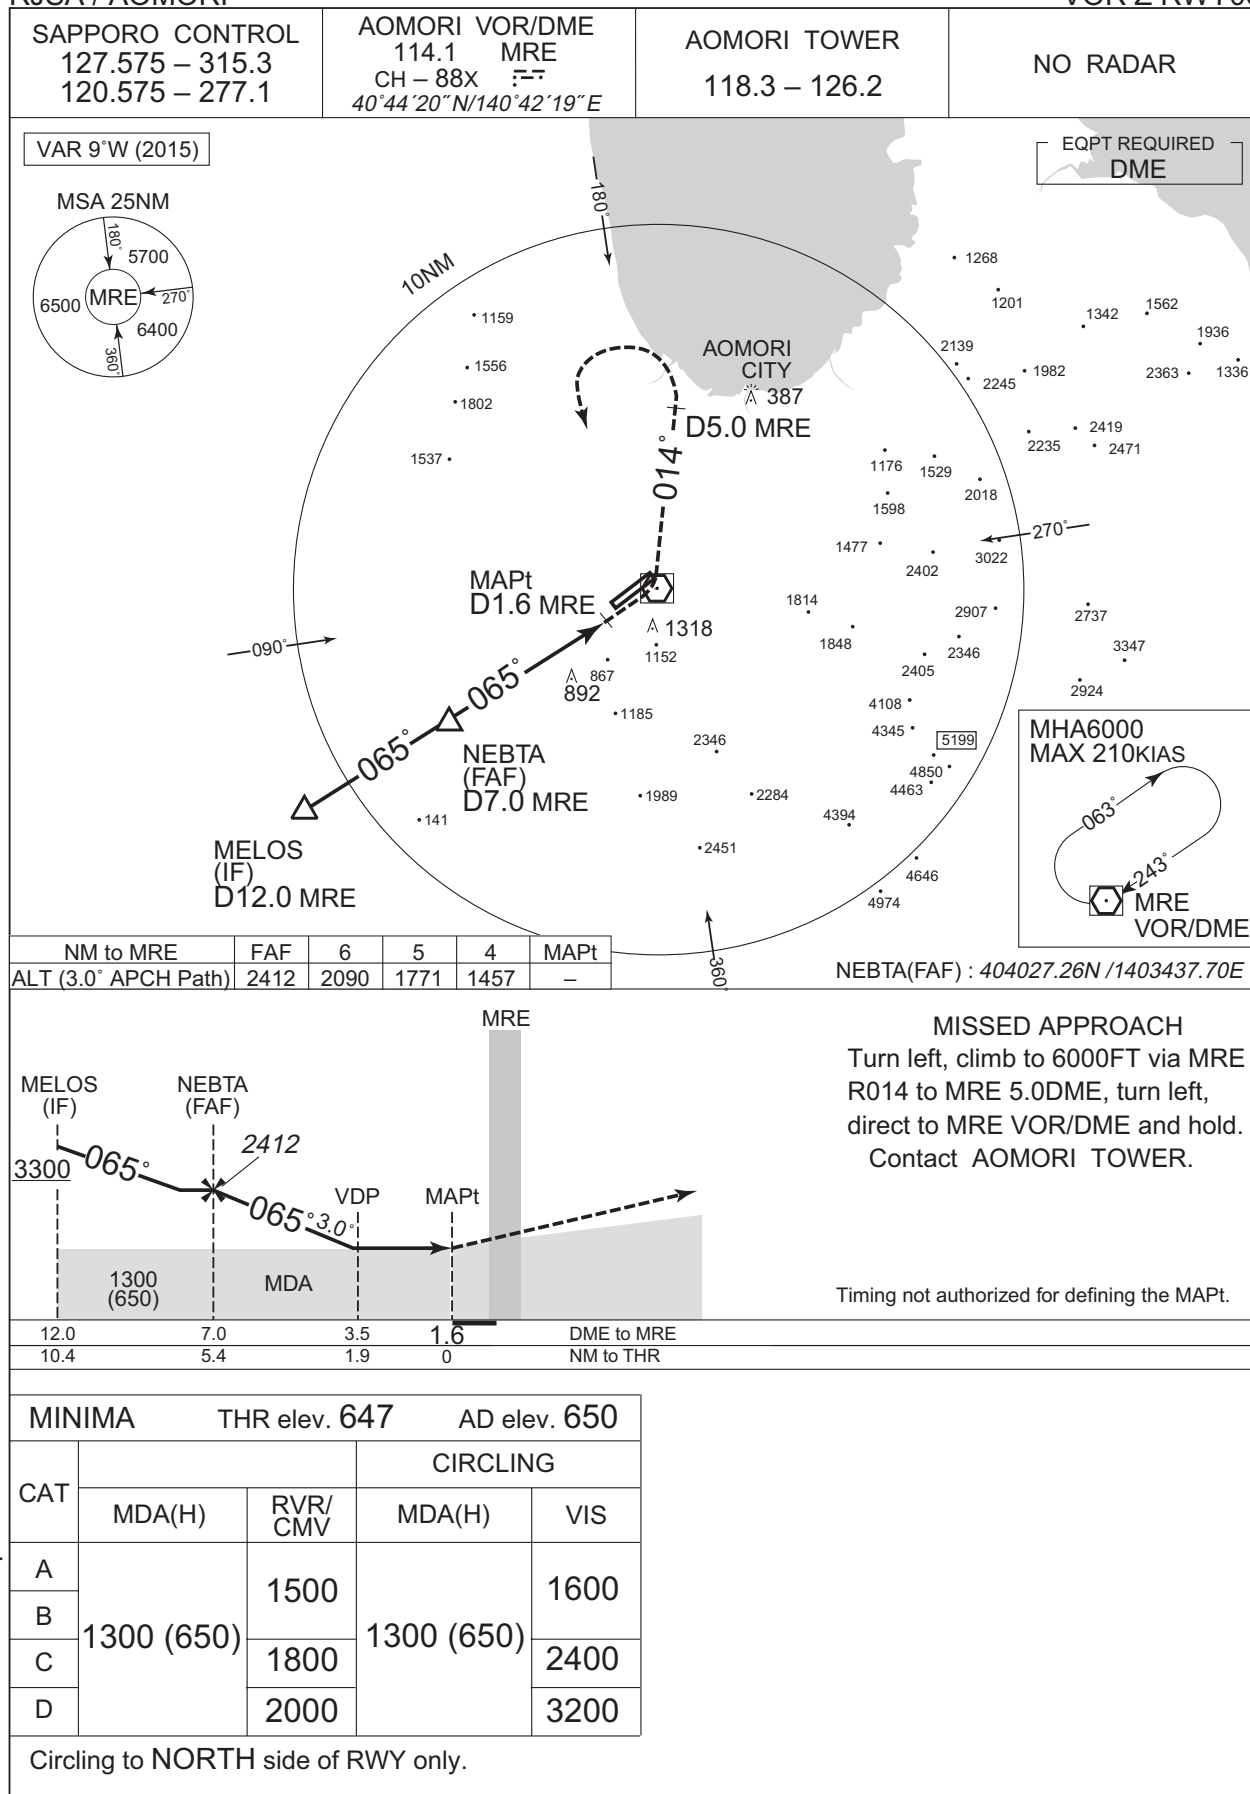 RJSA / AOMORI
VOR Z RWY
SAPPORO CONTROL
127.575 – 315.3
120.575 – 277.1
AOMORI VOR/DME
114.1 MRE
CH – 88X
40°44′20″N/140°42′19″E
AOMORI TOWER
118.3 – 126.2
NO RADAR
VAR 9°W (2015)
EQPT REQUIRED
DME
MSA 25NM
180°
5700
6500
MRE
270°
6400
360°
180°
10NM
1268
1201
1342
1562
1936
1159
1556
1802
1537
AOMORI
CITY
387
D5.0 MRE
014°
2139
2245
1982
2363
1336
2235
2419
2471
1176
1529
2018
1598
1477
2402
3022
270°
MAPt
D1.6 MRE
1318
1152
867
892
1185
1814
1848
2907
2346
2405
2737
3347
2924
090°
065°
065°
NEBTA
(FAF)
D7.0 MRE
MELOS
(IF)
D12.0 MRE
141
2346
1989
2284
2451
4108
4345
5199
4850
4463
4394
4646
4974
360°
MHA6000
MAX 210KIAS
063°
243°
MRE
VOR/DME
NM to MRE FAF 6 5 4 MAPt
ALT (3.0° APCH Path) 2412 2090 1771 1457 –
NEBTA(FAF) : 404027.26N /1403437.70E
MRE
MELOS
(IF)
NEBTA
(FAF)
2412
3300
065°
065°
3.0°
VDP
MAPt
1300
(650)
MDA
MISSED APPROACH
Turn left, climb to 6000FT via MRE
R014 to MRE 5.0DME, turn left,
direct to MRE VOR/DME and hold.
Contact AOMORI TOWER.
Timing not authorized for defining the MAPt.
12.0 7.0 3.5 1.6 DME to MRE
10.4 5.4 1.9 0 NM to THR
MINIMA THR elev. 647 AD elev. 650
CAT
CIRCLING
MDA(H) RVR/CMV MDA(H) VIS
A
B
C
D
1300 (650)
1500
1800
2000
1300 (650)
1600
2400
3200
Circling to NORTH side of RWY only.